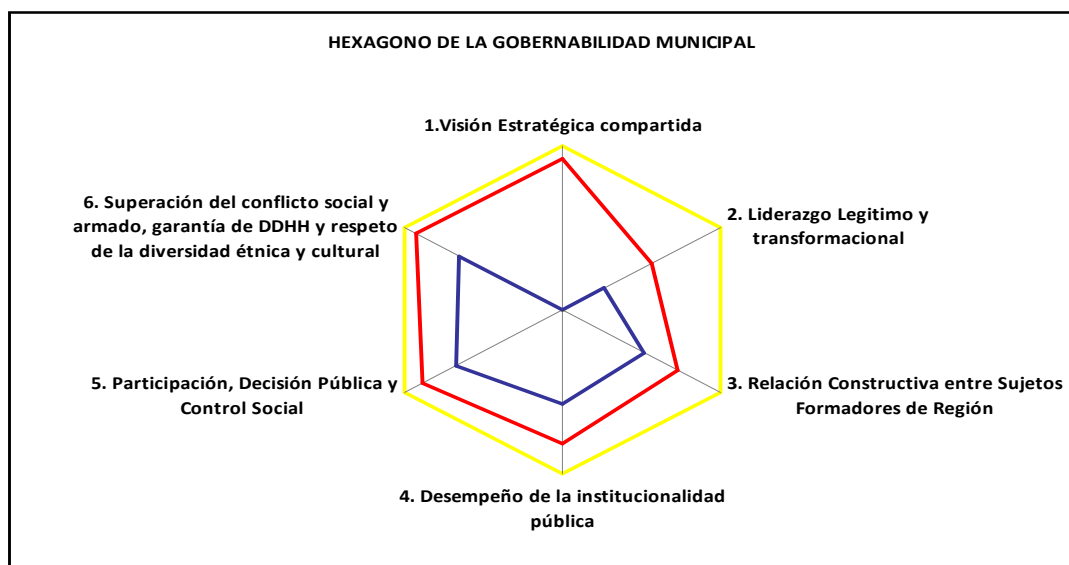 HEXAGONO DE LA GOBERNABILIDAD MUNICIPAL
1.Visión Estratégica compartida
2. Liderazgo Legitimo y
transformacional
3. Relación Constructiva entre Sujetos
Formadores de Región
4. Desempeño de la institucionalidad
pública
5. Participación, Decisión Pública y
Control Social
6. Superación del conflicto social y
armado, garantía de DDHH y respeto
de la diversidad étnica y cultural